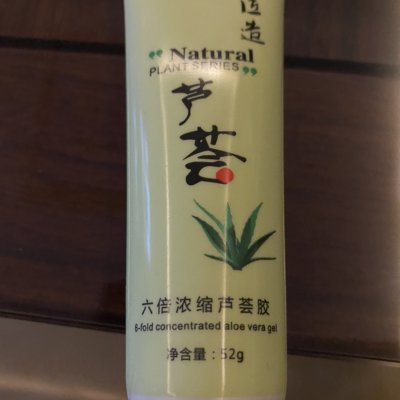 匠造
“Natural
PLANT SERIES”
芦荟
六倍浓缩芦荟胶
6-fold concentrated aloe vera gel
净含量：52g